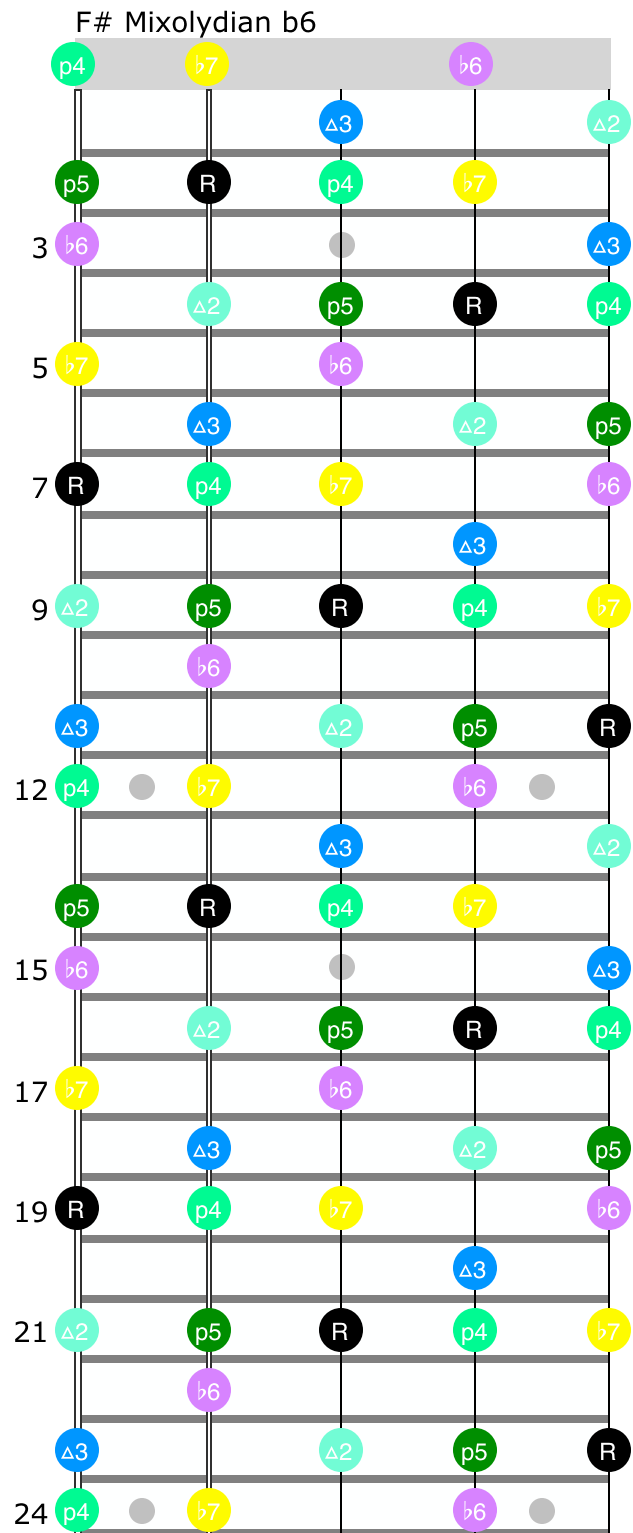 F# Mixolydian b6
p4 ♭7 ♭6
△3 △2
p5 R p4 ♭7
3 ♭6 △3
△2 p5 R p4
5 ♭7 ♭6
△3 △2 p5
7 R p4 ♭7 ♭6
△3
9 △2 p5 R p4 ♭7
♭6
△3 △2 p5 R
12 p4 ♭7 ♭6
△3 △2
p5 R p4 ♭7
15 ♭6 △3
△2 p5 R p4
17 ♭7 ♭6
△3 △2 p5
19 R p4 ♭7 ♭6
△3
21 △2 p5 R p4 ♭7
♭6
△3 △2 p5 R
24 p4 ♭7 ♭6